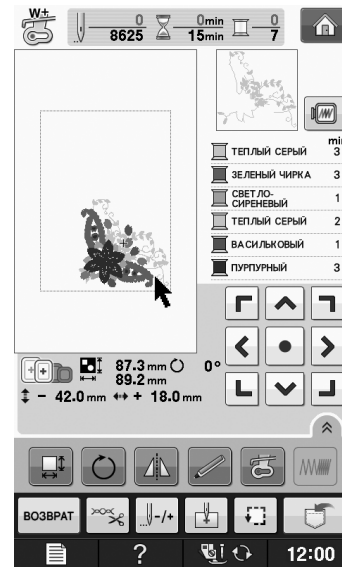 W+
0 0min 0
8625 15min 7
min
ТЕПЛЫЙ СЕРЫЙ 3
ЗЕЛЕНЫЙ ЧИРКА 3
СВЕТЛО-
СИРЕНЕВЫЙ 1
ТЕПЛЫЙ СЕРЫЙ 2
ВАСИЛЬКОВЫЙ 1
ПУРПУРНЫЙ 3
87.3 mm 0°
89.2 mm
- 42.0 mm + 18.0 mm
ВОЗВРАТ -/+
? 12:00